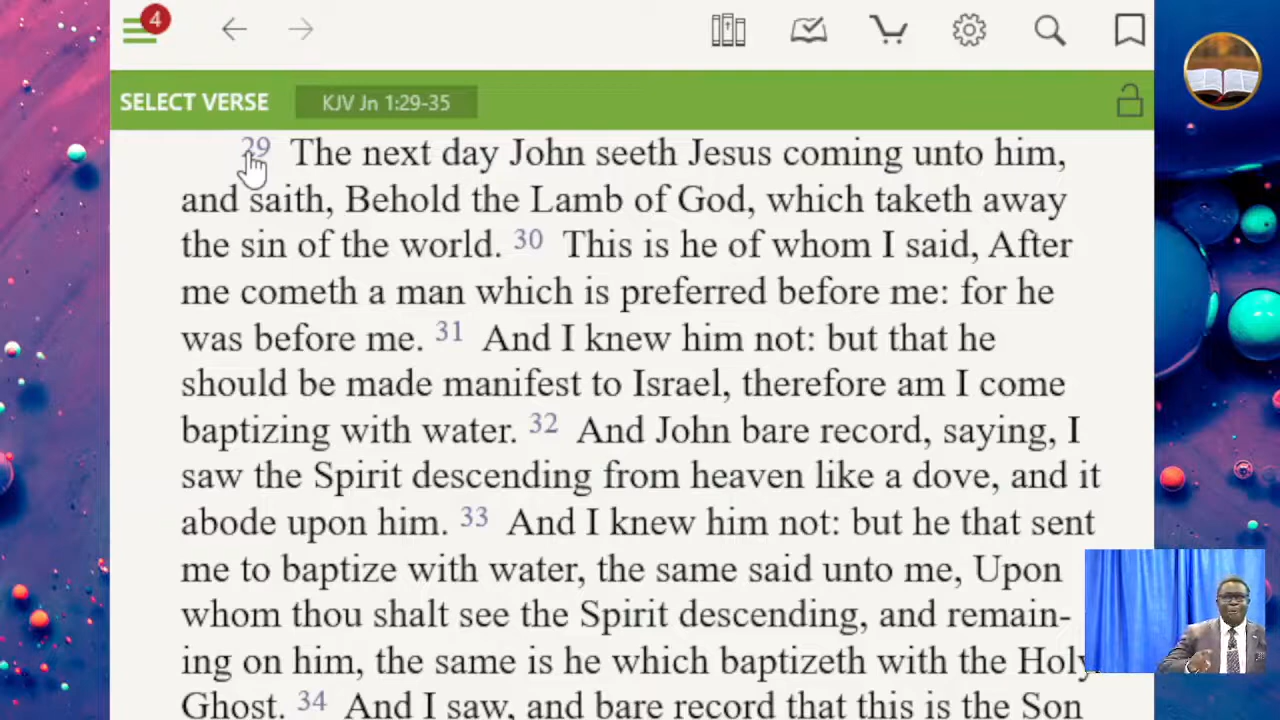 4
SELECT VERSE KJV Jn 1:29-35
29 The next day John seeth Jesus coming unto him,
and saith, Behold the Lamb of God, which taketh away
the sin of the world. 30 This is he of whom I said, After
me cometh a man which is preferred before me: for he
was before me. 31 And I knew him not: but that he
should be made manifest to Israel, therefore am I come
baptizing with water. 32 And John bare record, saying, I
saw the Spirit descending from heaven like a dove, and it
abode upon him. 33 And I knew him not: but he that sent
me to baptize with water, the same said unto me, Upon
whom thou shalt see the Spirit descending, and remain-
ing on him, the same is he which baptizeth with the Holy
Ghost. 34 And I saw, and bare record that this is the Son